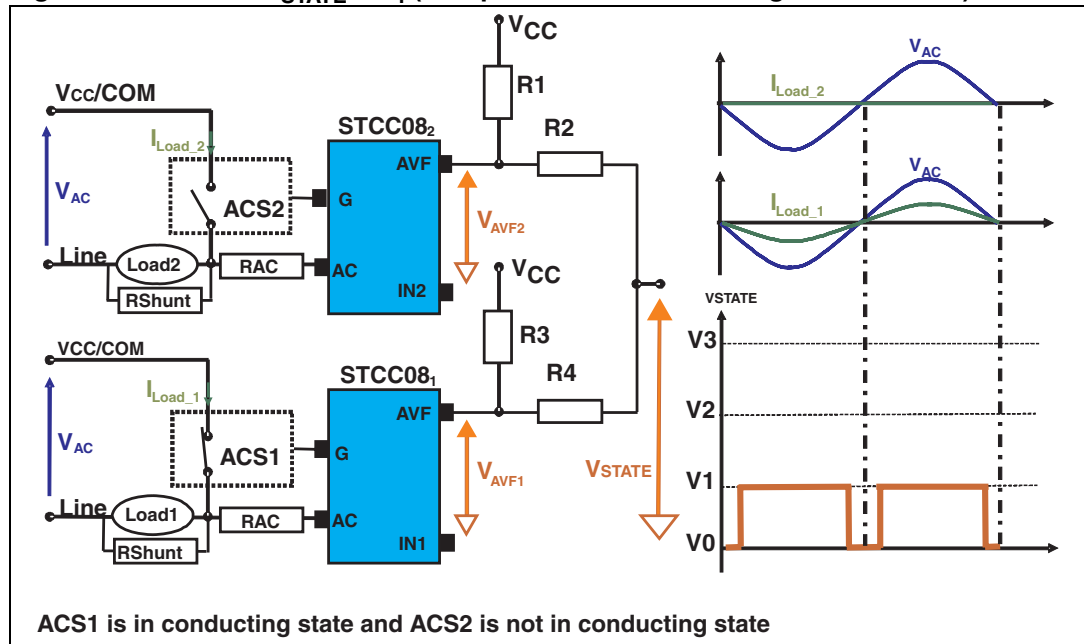 VCC
R1
R2
VCC/COM
ILoad_2
STCC082
AVF
VAC
ACS2
G
VAVF2
Line
Load2
RAC
AC
RShunt
IN2
VCC
R3
R4
VCC/COM
ILoad_1
STCC081
AVF
VAC
ACS1
G
VAVF1
VSTATE
Line
Load1
RAC
AC
RShunt
IN1
VAC
ILoad_2
VAC
ILoad_1
VSTATE
V3
V2
V1
V0
ACS1 is in conducting state and ACS2 is not in conducting state